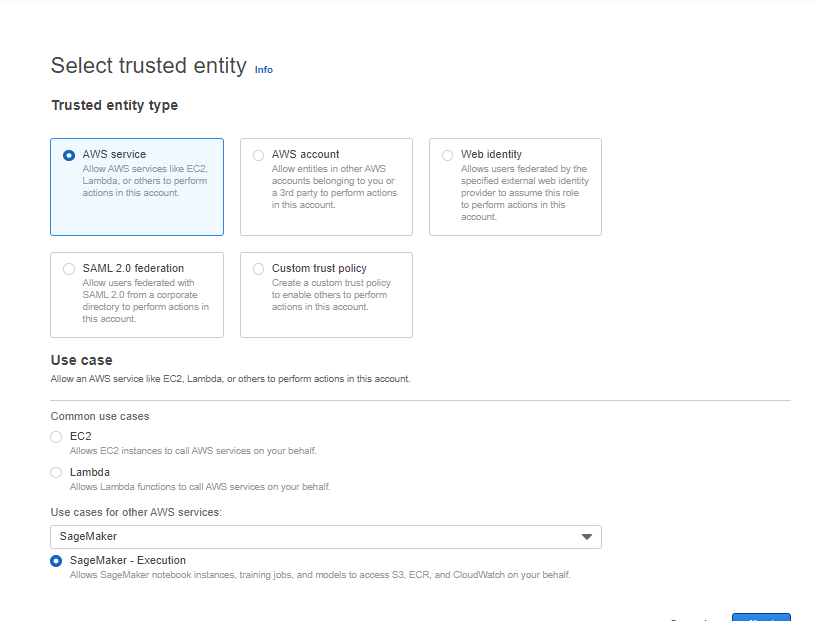 Select trusted entity Info
Trusted entity type
AWS service
Allow AWS services like EC2,
Lambda, or others to perform
actions in this account.
AWS account
Allow entities in other AWS
accounts belonging to you or
a 3rd party to perform actions
in this account.
Web identity
Allows users federated by the
specified external web identity
provider to assume this role
to perform actions in this
account.
SAML 2.0 federation
Allow users federated with
SAML 2.0 from a corporate
directory to perform actions in
this account.
Custom trust policy
Create a custom trust policy
to enable others to perform
actions in this account.
Use case
Allow an AWS service like EC2, Lambda, or others to perform actions in this account.
Common use cases
EC2
Allows EC2 instances to call AWS services on your behalf.
Lambda
Allows Lambda functions to call AWS services on your behalf.
Use cases for other AWS services:
SageMaker
SageMaker - Execution
Allows SageMaker notebook instances, training jobs, and models to access S3, ECR, and CloudWatch on your behalf.